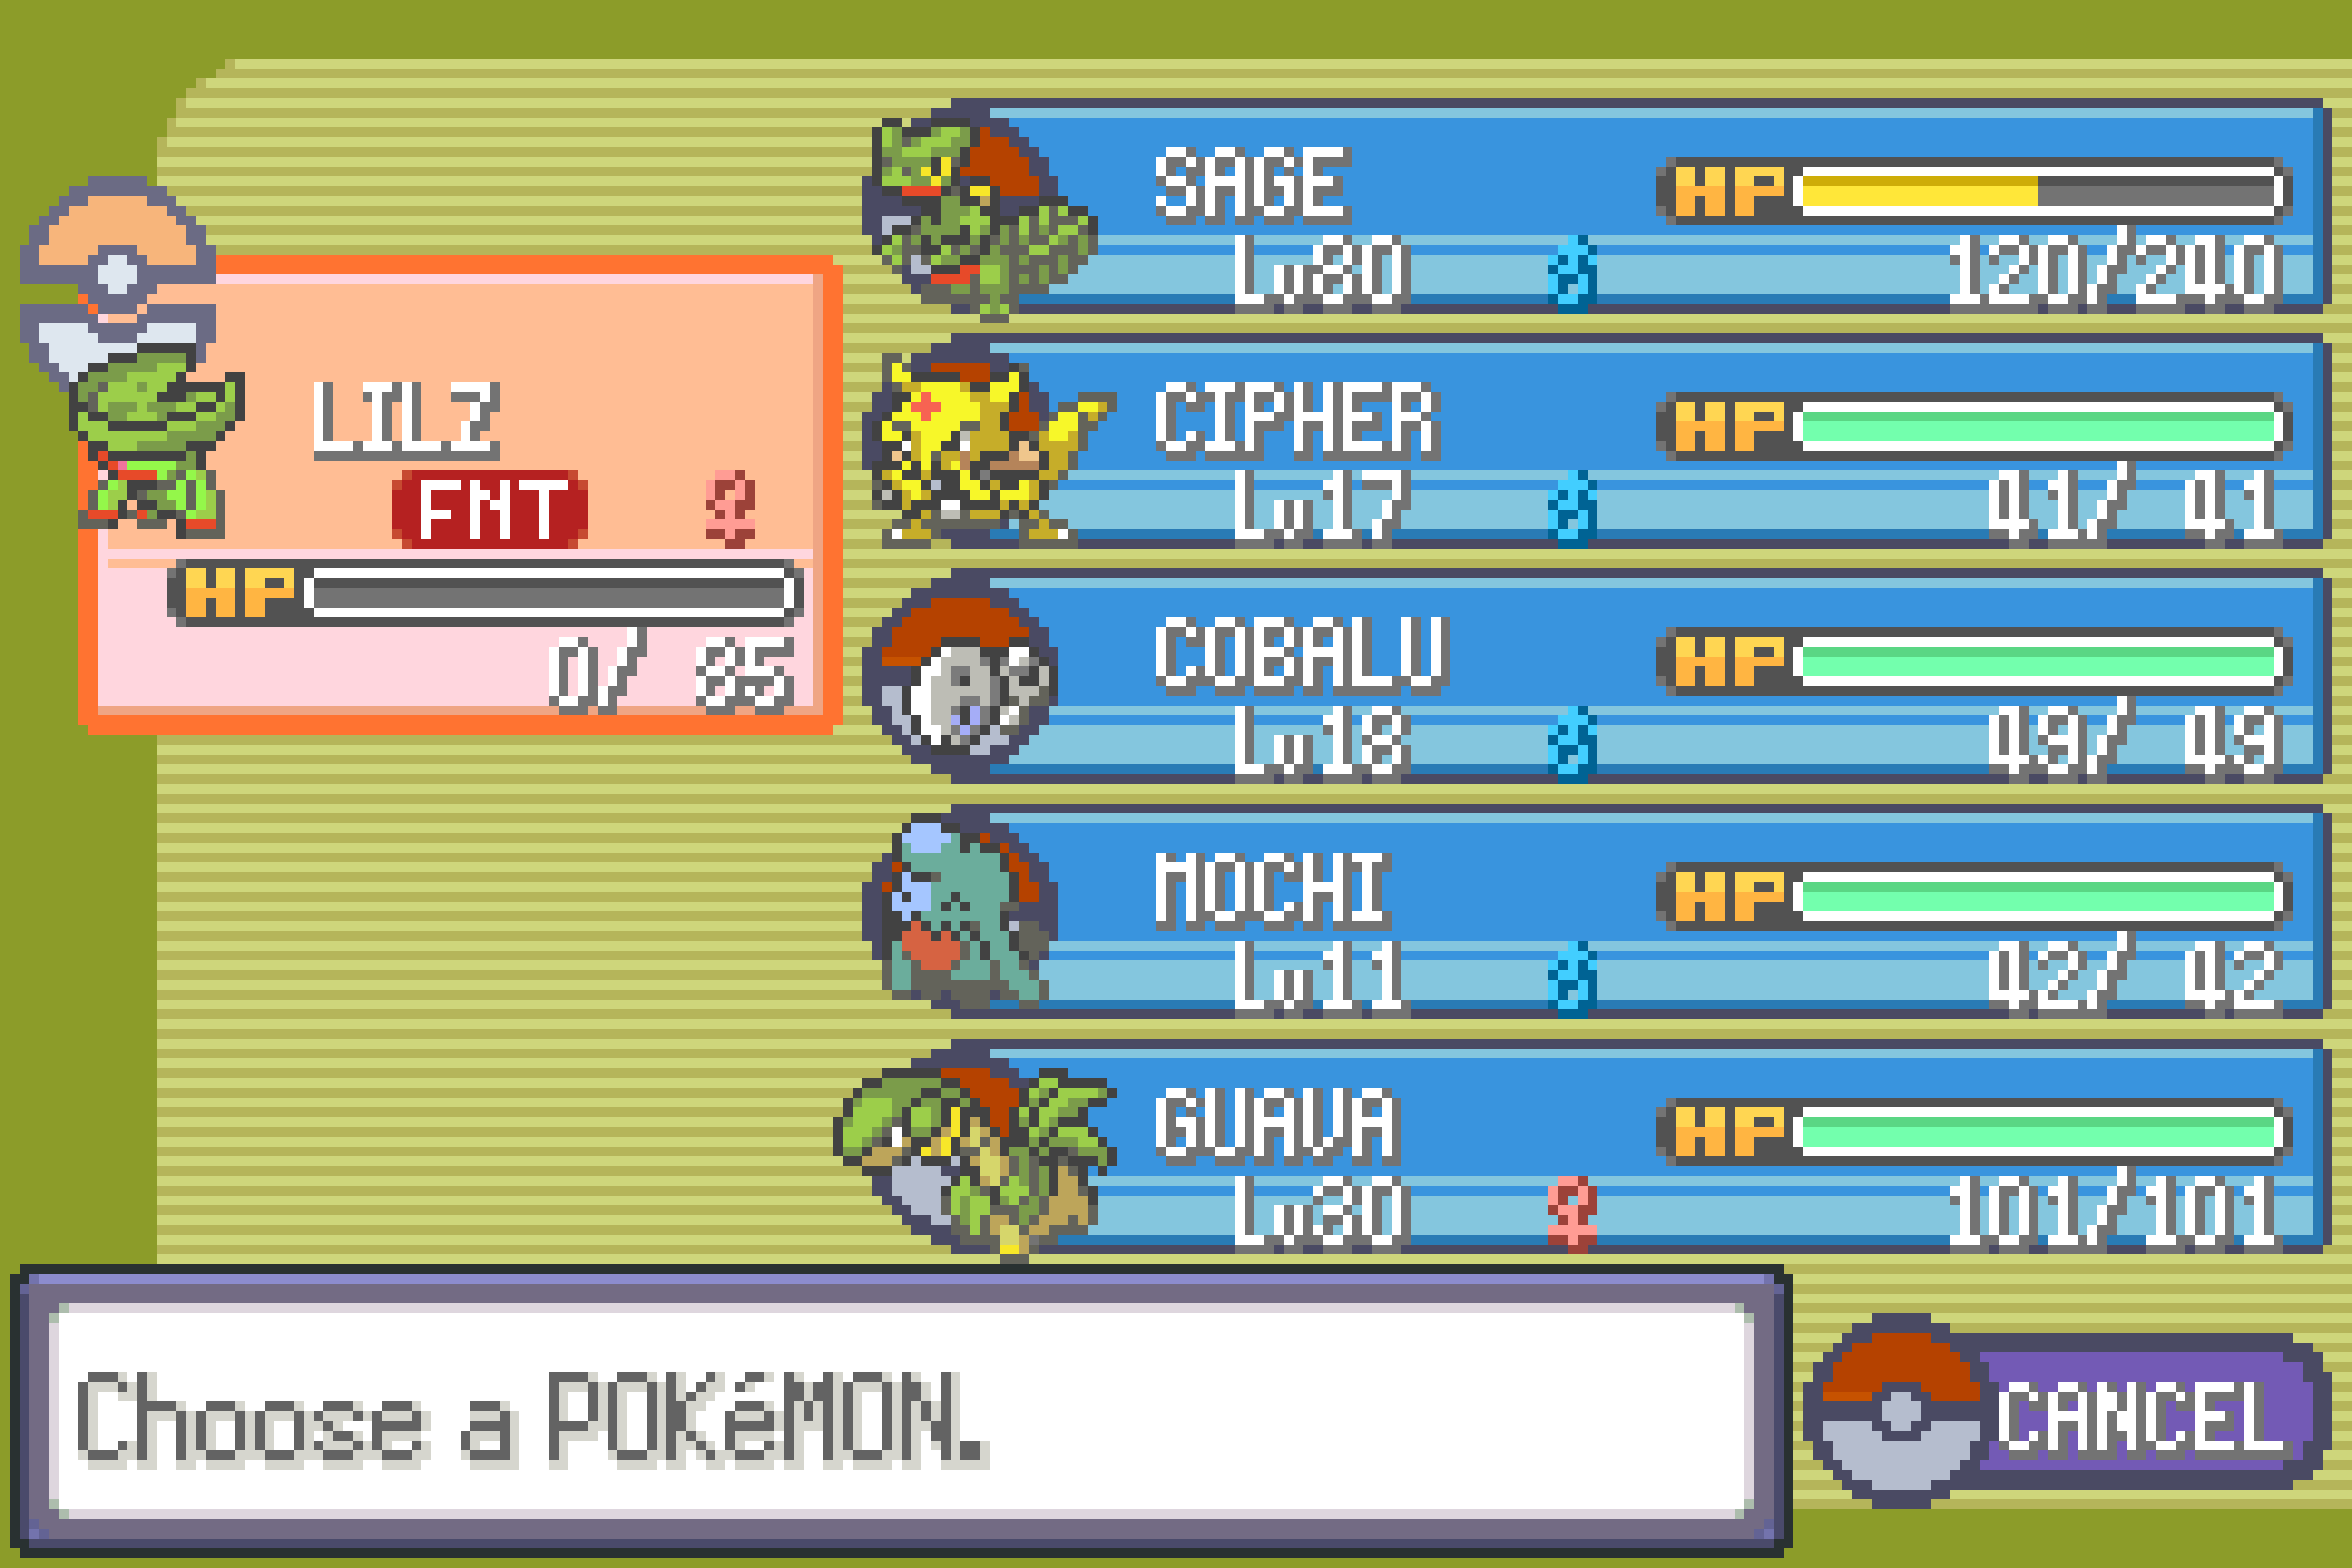 LILZ
FNT ♀
HP
0/ 85
SAGE
HP
Lv80 ♂ 120/240
CIPHER
HP
Lv17 ♂ 41/ 41
COBALU
HP
Lv18 ♂ 49/ 49
MOCHI
HP
Lv11 ♂ 42/ 42
GUAVA
HP
Lv30 ♀ 101/101
Choose a POKéMON.
CANCEL